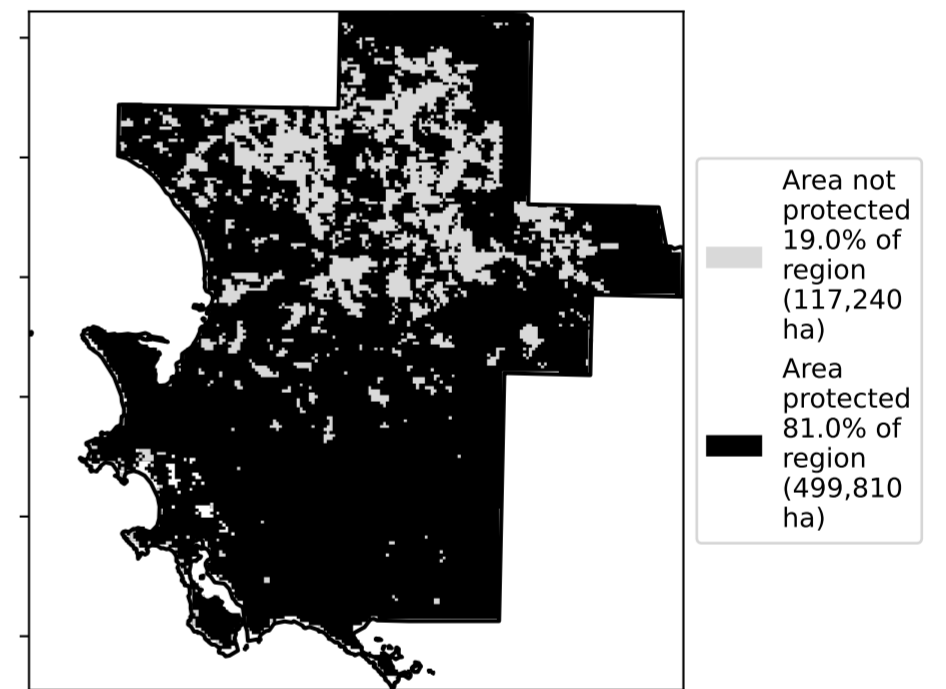 Area not
protected
19.0% of
region
(117,240
ha)
Area
protected
81.0% of
region
(499,810
ha)